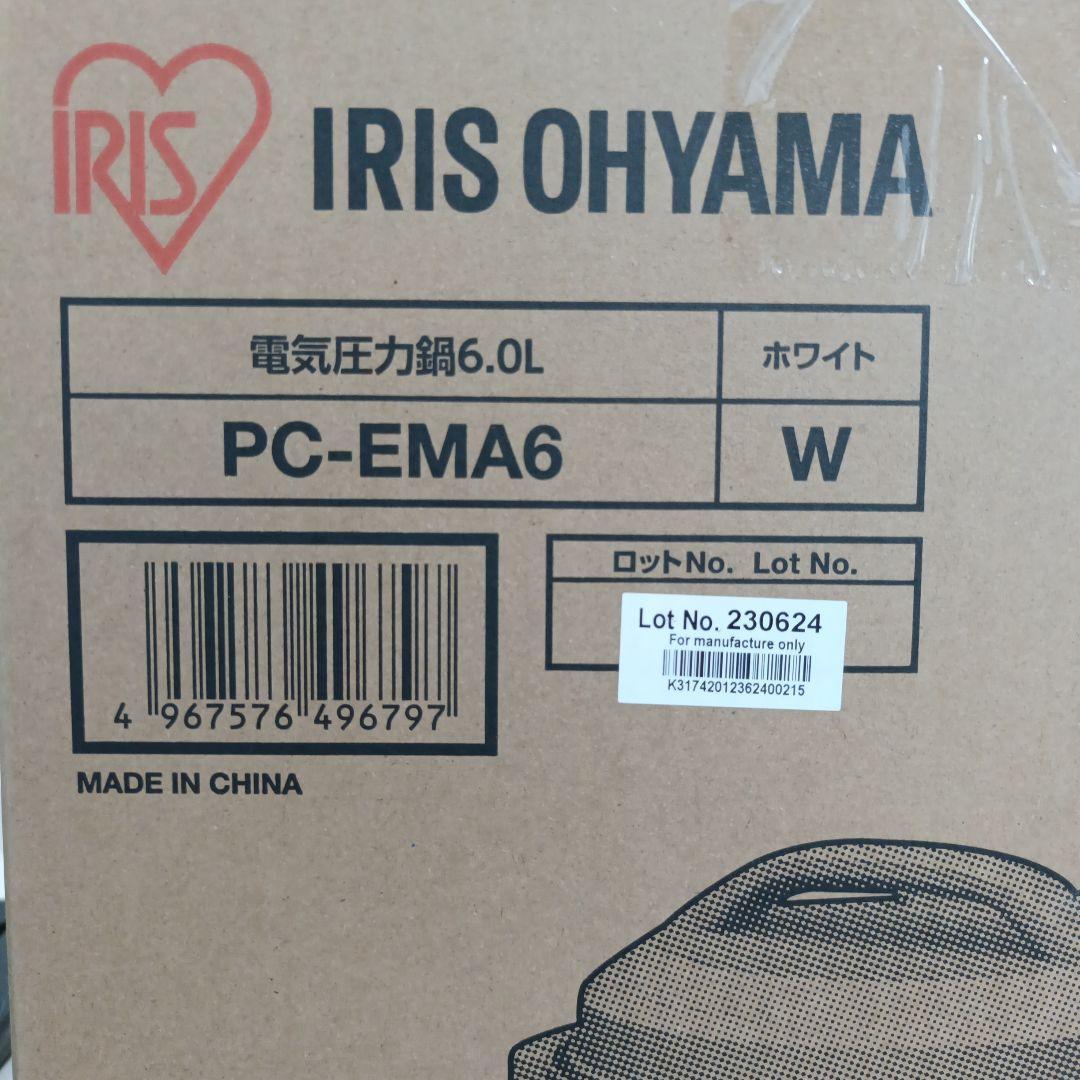 IRIS
IRIS OHYAMA
電気圧力鍋6.0L
ホワイト
PC-EMA6
W
ロットNo. Lot No.
Lot No. 230624
For manufacture only
K31742012362400215
4 967576 496797
MADE IN CHINA